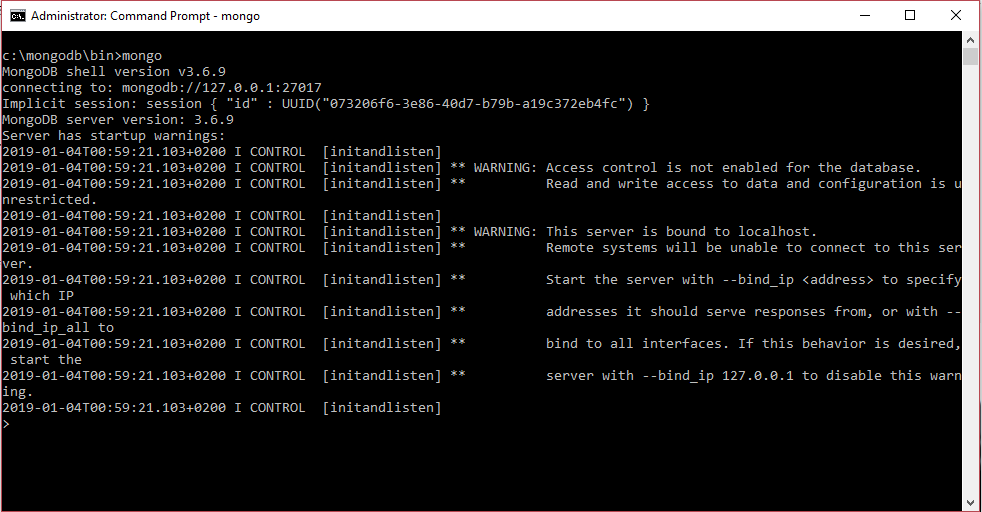 Administrator: Command Prompt - mongo
c:\mongodb\bin>mongo
MongoDB shell version v3.6.9
connecting to: mongodb://127.0.0.1:27017
Implicit session: session { "id" : UUID("073206f6-3e86-40d7-b79b-a19c372eb4fc") }
MongoDB server version: 3.6.9
Server has startup warnings:
2019-01-04T00:59:21.103+0200 I CONTROL  [initandlisten]
2019-01-04T00:59:21.103+0200 I CONTROL  [initandlisten] ** WARNING: Access control is not enabled for the database.
2019-01-04T00:59:21.103+0200 I CONTROL  [initandlisten] **          Read and write access to data and configuration is u
nrestricted.
2019-01-04T00:59:21.103+0200 I CONTROL  [initandlisten]
2019-01-04T00:59:21.103+0200 I CONTROL  [initandlisten] ** WARNING: This server is bound to localhost.
2019-01-04T00:59:21.103+0200 I CONTROL  [initandlisten] **          Remote systems will be unable to connect to this ser
ver.
2019-01-04T00:59:21.103+0200 I CONTROL  [initandlisten] **          Start the server with --bind_ip <address> to specify
 which IP
2019-01-04T00:59:21.103+0200 I CONTROL  [initandlisten] **          addresses it should serve responses from, or with --
bind_ip_all to
2019-01-04T00:59:21.103+0200 I CONTROL  [initandlisten] **          bind to all interfaces. If this behavior is desired,
 start the
2019-01-04T00:59:21.103+0200 I CONTROL  [initandlisten] **          server with --bind_ip 127.0.0.1 to disable this warn
ing.
2019-01-04T00:59:21.103+0200 I CONTROL  [initandlisten]
>